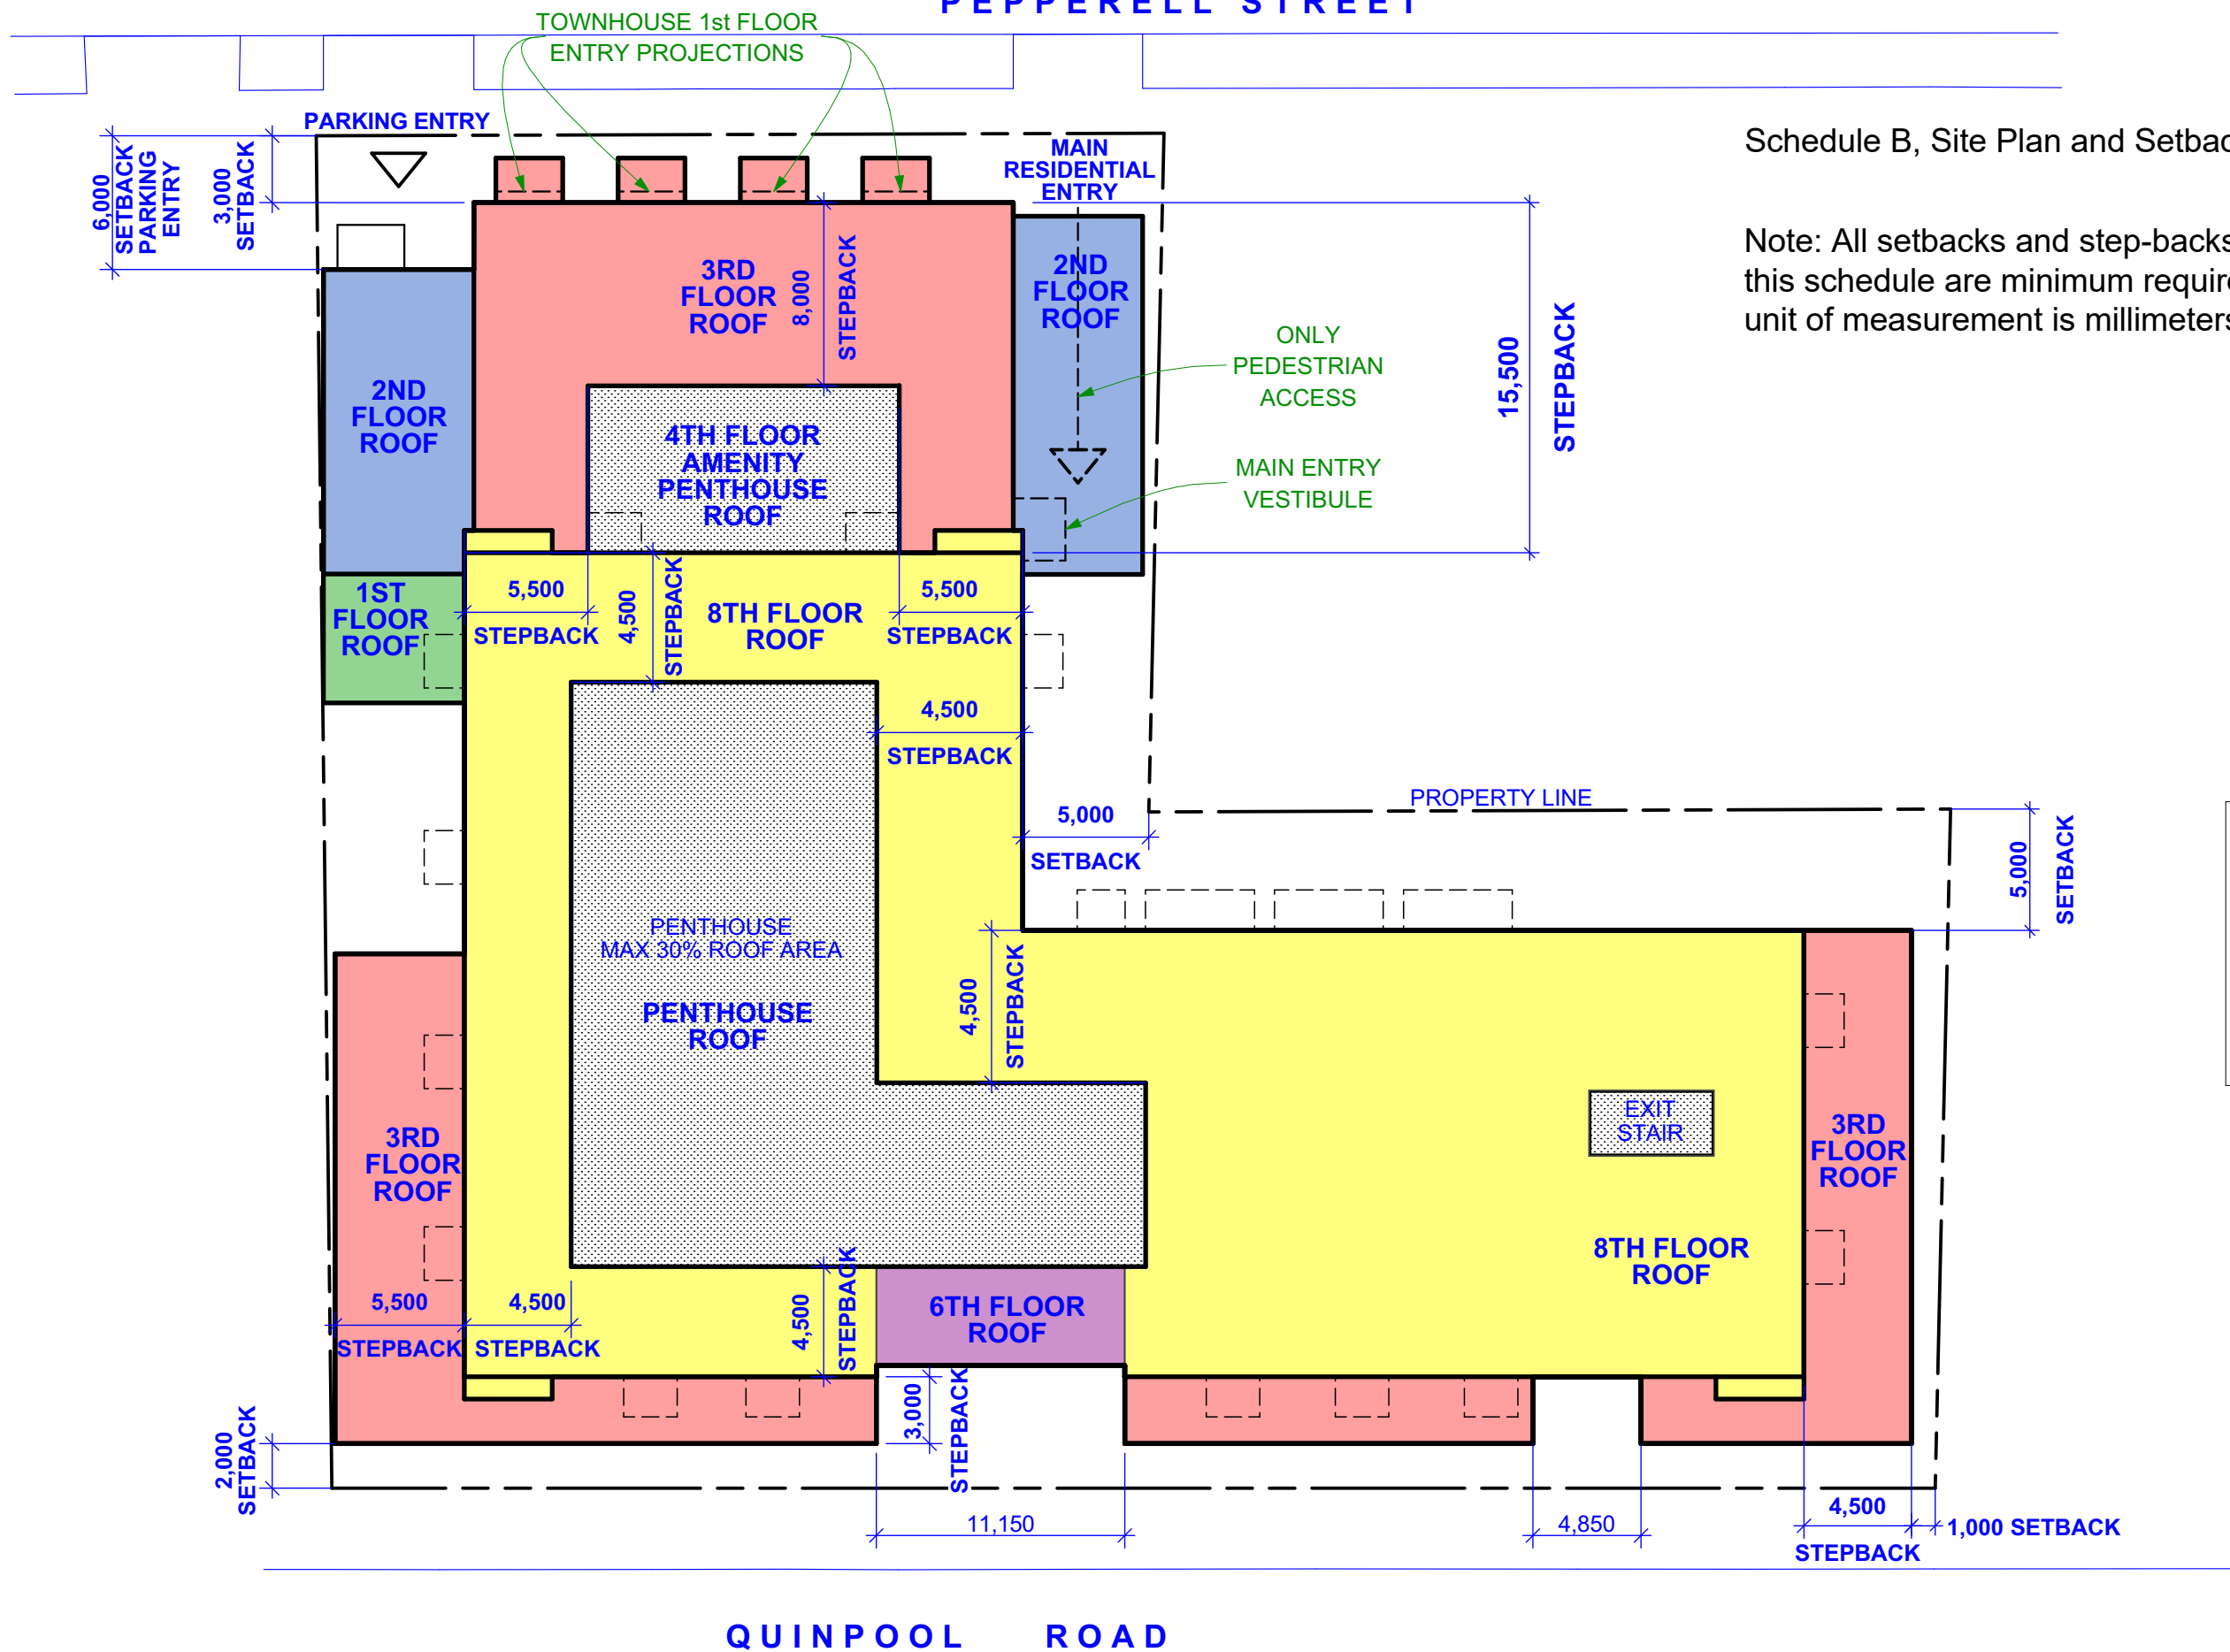 PEPPERELL STREET
TOWNHOUSE 1st FLOOR
ENTRY PROJECTIONS
PARKING ENTRY
6,000
SETBACK
PARKING
ENTRY
3,000
SETBACK
MAIN
RESIDENTIAL
ENTRY
Schedule B, Site Plan and Setbac
Note: All setbacks and step-backs
this schedule are minimum require
unit of measurement is millimeters
3RD
FLOOR
ROOF
8,000
STEPBACK
2ND
FLOOR
ROOF
2ND
FLOOR
ROOF
ONLY
PEDESTRIAN
ACCESS
MAIN ENTRY
VESTIBULE
15,500
STEPBACK
4TH FLOOR
AMENITY
PENTHOUSE
ROOF
1ST
FLOOR
ROOF
5,500
STEPBACK
4,500
STEPBACK
8TH FLOOR
ROOF
5,500
STEPBACK
4,500
STEPBACK
5,000
SETBACK
PROPERTY LINE
5,000
SETBACK
PENTHOUSE
MAX 30% ROOF AREA
PENTHOUSE
ROOF
4,500
STEPBACK
EXIT
STAIR
3RD
FLOOR
ROOF
3RD
FLOOR
ROOF
8TH FLOOR
ROOF
5,500
STEPBACK
4,500
STEPBACK
4,500
STEPBACK
6TH FLOOR
ROOF
3,000
STEPBACK
2,000
SETBACK
11,150
4,850
4,500
STEPBACK
1,000 SETBACK
QUINPOOL ROAD